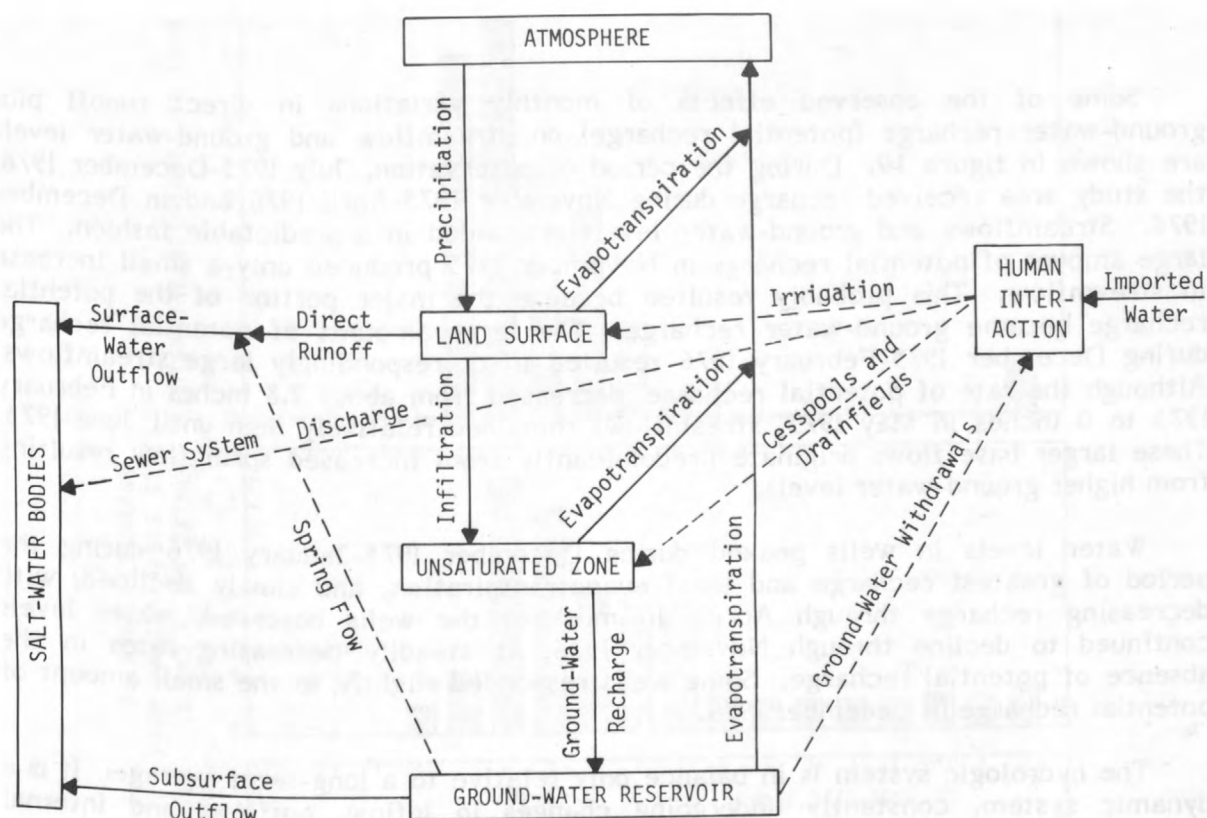 ATMOSPHERE
Precipitation
Evapotranspiration
HUMAN
INTER-
ACTION
Imported
Water
Irrigation
Surface-
Water
Outflow
Direct
Runoff
LAND SURFACE
Cesspools and
Drainfields
Sewer System Discharge
Infiltration
Evapotranspiration
SALT-WATER BODIES
Spring Flow
UNSATURATED ZONE
Ground-Water
Recharge
Evapotranspiration
Ground-Water Withdrawals
Subsurface
Outflow
GROUND-WATER RESERVOIR